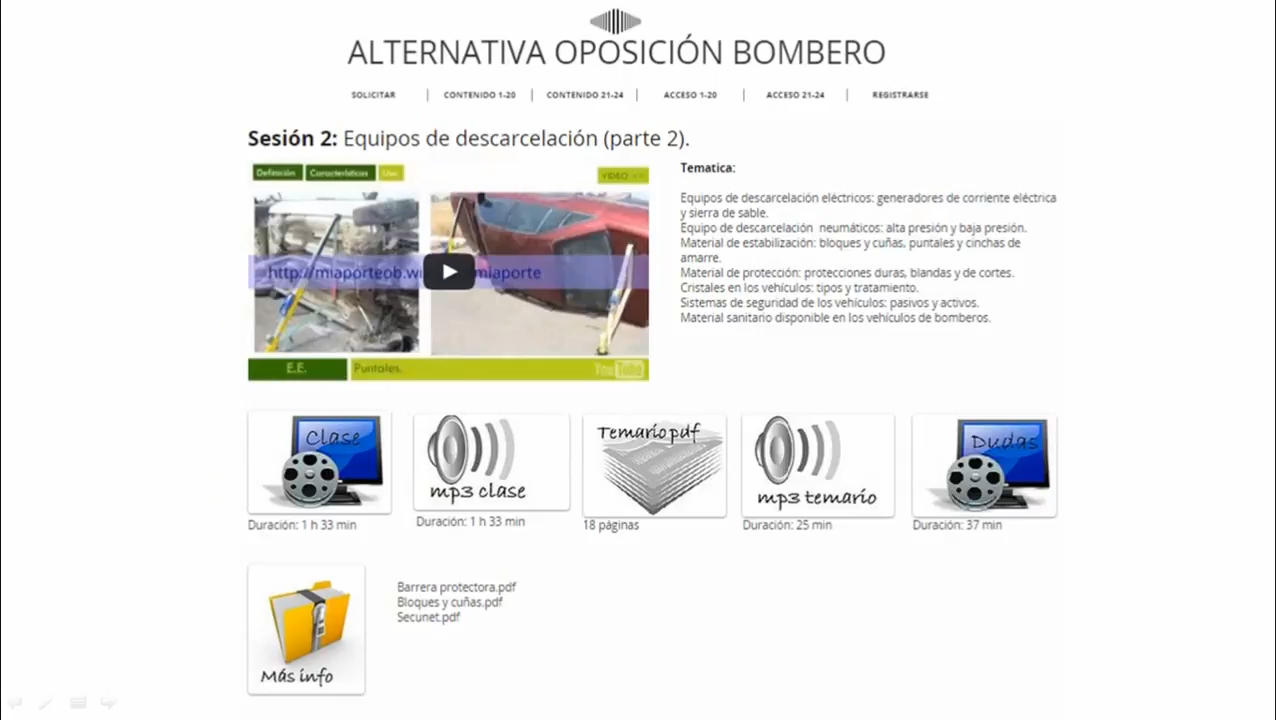 ALTERNATIVA OPOSICIÓN BOMBERO
SOLICITAR | CONTENIDO 1-20 | CONTENIDO 21-24 | ACCESO 1-20 | ACCESO 21-24 | REGISTRARSE
Sesión 2: Equipos de descarcelación (parte 2).
Definición Características Uso
VIDEO
http://miaporteob.wi
miaporte
E.E. Puntales.
YouTube
Tematica:
Equipos de descarcelación eléctricos: generadores de corriente eléctrica
y sierra de sable.
Equipo de descarcelación neumáticos: alta presión y baja presión.
Material de estabilización: bloques y cuñas, puntales y cinchas de
amarre.
Material de protección: protecciones duras, blandas y de cortes.
Cristales en los vehículos: tipos y tratamiento.
Sistemas de seguridad de los vehículos: pasivos y activos.
Material sanitario disponible en los vehículos de bomberos.
Clase
Duración: 1 h 33 min
mp3 clase
Duración: 1 h 33 min
Temario pdf
18 páginas
mp3 temario
Duración: 25 min
Dudas
Duración: 37 min
Más info
Barrera protectora.pdf
Bloques y cuñas.pdf
Secunet.pdf